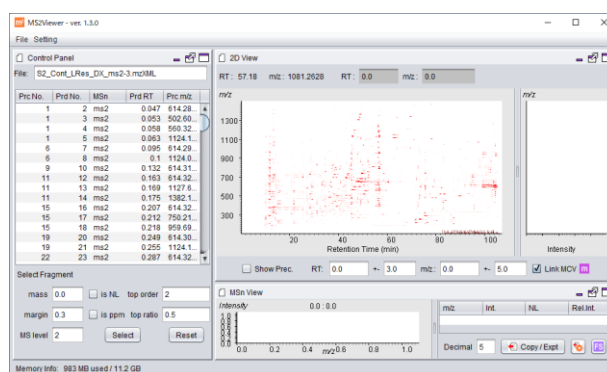 MS2Viewer - ver. 1.3.0
File Setting
Control Panel
File: S2_Cont_LRes_DX_ms2-3.mzXML
Prc No. Prd No. MSn Prd RT Prc m/z
1 2 ms2 0.047 614.28...
1 3 ms2 0.053 502.60...
1 4 ms2 0.058 560.32...
1 5 ms2 0.063 1124.1...
6 7 ms2 0.095 614.29...
6 8 ms2 0.1 1124.0...
9 10 ms2 0.132 614.31...
11 12 ms2 0.163 614.32...
11 13 ms2 0.169 1127.6...
11 14 ms2 0.175 1382.1...
15 16 ms2 0.207 614.32...
15 17 ms2 0.212 750.21...
15 18 ms2 0.218 959.69...
19 20 ms2 0.249 614.30...
19 21 ms2 0.255 1124.1...
22 23 ms2 0.287 614.32...
Select Fragment
mass 0.0 is NL top order 2
margin 0.3 is ppm top ratio 0.5
MS level 2 Select Reset
Memory Info: 983 MB used / 11.2 GB
2D View
RT: 57.18 m/z: 1081.2628 RT: 0.0 m/z: 0.0
m/z
1300
1100
900
700
500
300
20 40 60 80 100
Retention Time (min)
m/z
Intensity
Show Prec. RT: 0.0 +- 3.0 m/z: 0.0 +- 5.0 Link MCV m
MSn View
Intensity 0.0 : 0.0
0.0 0.2 0.4 m/z 0.6 0.8 1.0
m/z Int. NL Rel.Int.
Decimal 5 Copy / Expt